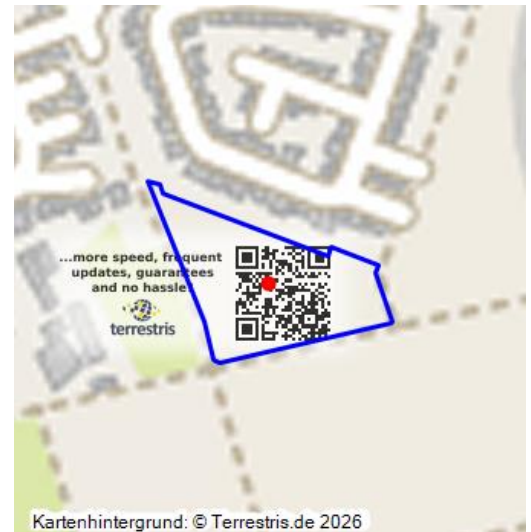 ...more speed, frequent
updates, guarantees
and no hassle!
terrestris
Kartenhintergrund: © Terrestris.de 2026